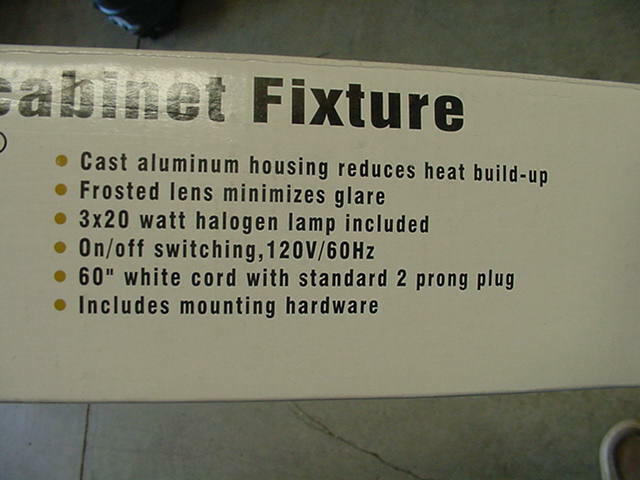 cabinet Fixture
Cast aluminum housing reduces heat build-up
Frosted lens minimizes glare
3x20 watt halogen lamp included
On/off switching,120V/60Hz
60" white cord with standard 2 prong plug
Includes mounting hardware